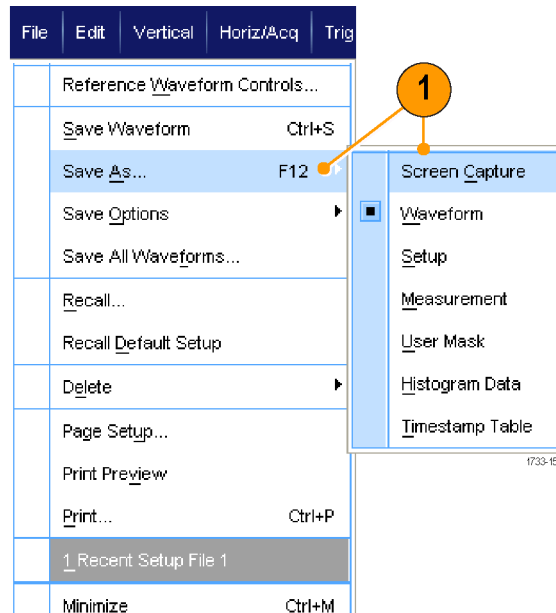 File Edit Vertical Horiz/Acq Trig
Reference Waveform Controls...
1
Save Waveform Ctrl+S
Save As... F12
Screen Capture
Save Options
Waveform
Save All Waveforms...
Setup
Recall...
Measurement
Recall Default Setup
User Mask
Delete
Histogram Data
Page Setup...
Timestamp Table
Print Preview
Print... Ctrl+P
1 Recent Setup File 1
Minimize Ctrl+M